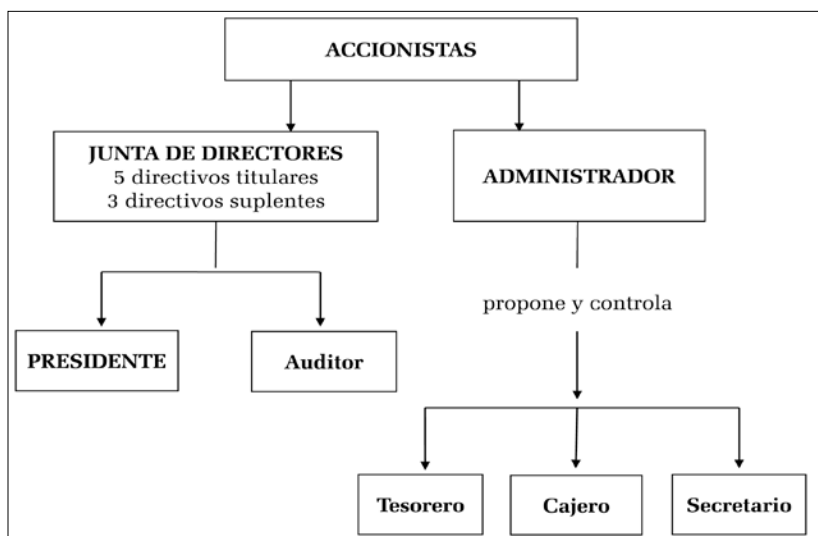 ACCIONISTAS
JUNTA DE DIRECTORES
5 directivos titulares
3 directivos suplentes
ADMINISTRADOR
propone y controla
PRESIDENTE
Auditor
Tesorero
Cajero
Secretario